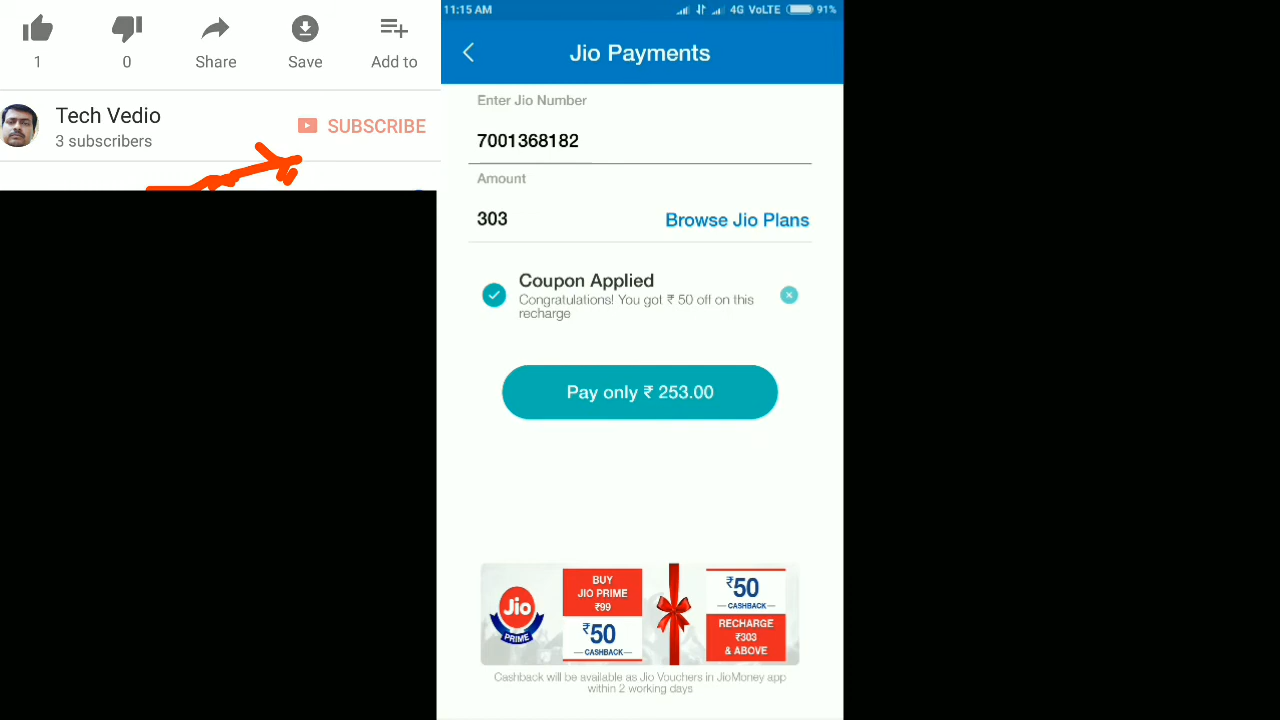 1
0
Share
Save
Add to
Tech Vedio
3 subscribers
SUBSCRIBE
11:15 AM
4G VoLTE
91%
Jio Payments
Enter Jio Number
7001368182
Amount
303
Browse Jio Plans
Coupon Applied
Congratulations! You got ₹ 50 off on this
recharge
Pay only ₹ 253.00
Jio
PRIME
BUY
JIO PRIME
₹99
₹50
CASHBACK
₹50
CASHBACK
RECHARGE
₹303
& ABOVE
Cashback will be available as Jio Vouchers in JioMoney app
within 2 working days